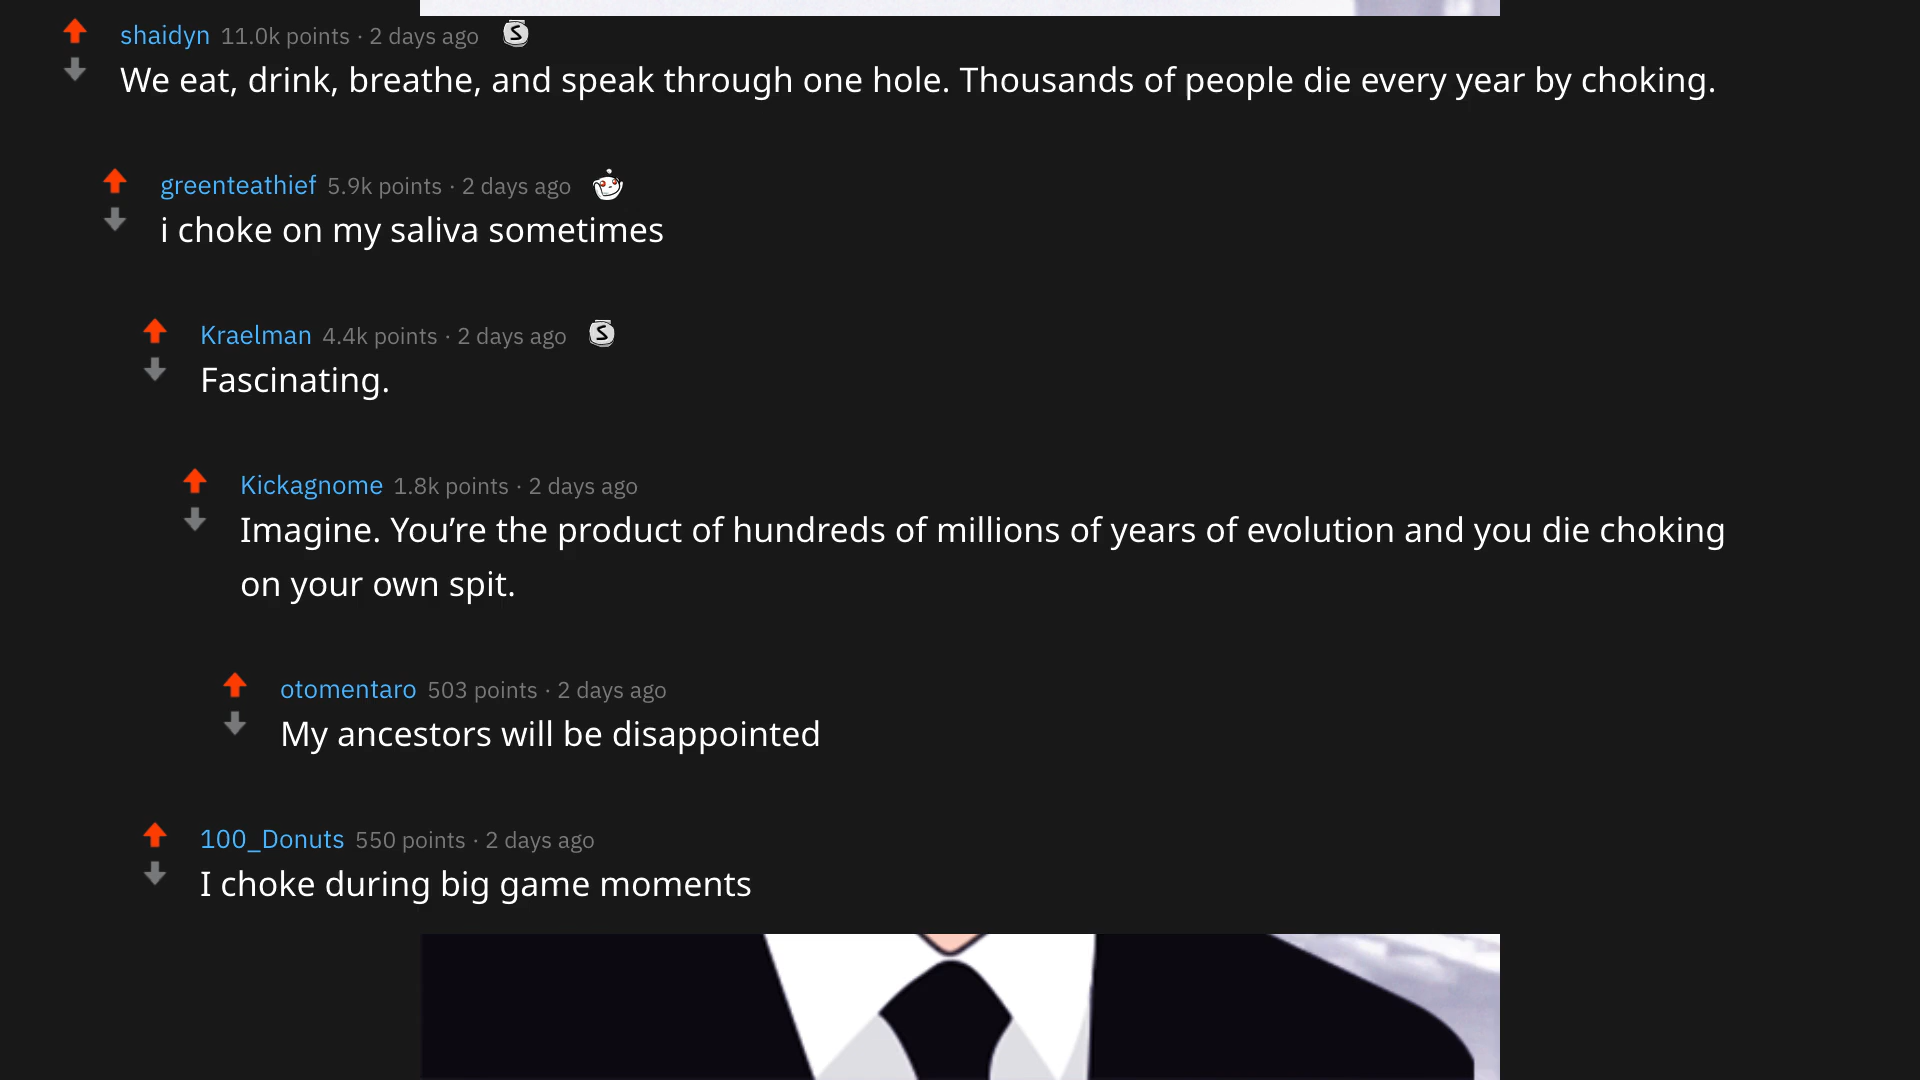 shaidyn 11.0k points · 2 days ago
We eat, drink, breathe, and speak through one hole. Thousands of people die every year by choking.
greenteathief 5.9k points · 2 days ago
i choke on my saliva sometimes
Kraelman 4.4k points · 2 days ago
Fascinating.
Kickagnome 1.8k points · 2 days ago
Imagine. You’re the product of hundreds of millions of years of evolution and you die choking
on your own spit.
otomentaro 503 points · 2 days ago
My ancestors will be disappointed
100_Donuts 550 points · 2 days ago
I choke during big game moments